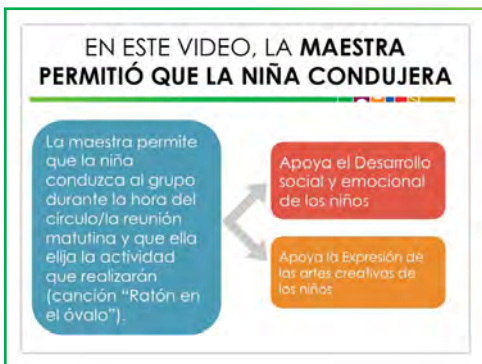 EN ESTE VIDEO, LA MAESTRA
PERMITIÓ QUE LA NIÑA CONDUJERA
La maestra permite
que la niña
conduzca al grupo
durante la hora del
círculo/la reunión
matutina y que ella
elija la actividad
que realizarán
(canción “Ratón en
el óvalo”).
Apoya el Desarrollo
social y emocional
de los niños
Apoya la Expresión de
las artes creativas de
los niños